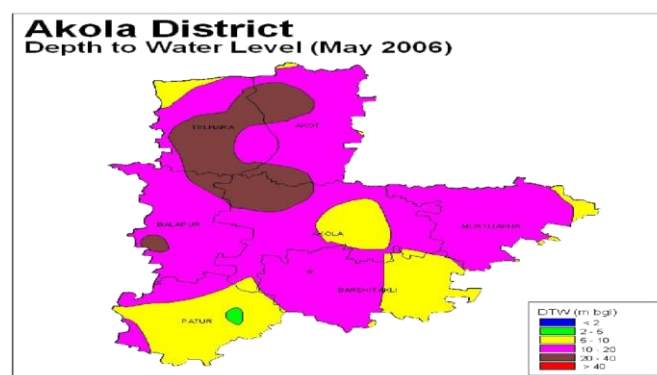 Akola District
Depth to Water Level (May 2006)
TELHARA
AKOT
BALAPUR
AKOLA
MURTIJAPUR
BARSHITAKLI
PATUR
DTW (m bgl)
< 2
2 - 5
5 - 10
10 - 20
20 - 40
> 40